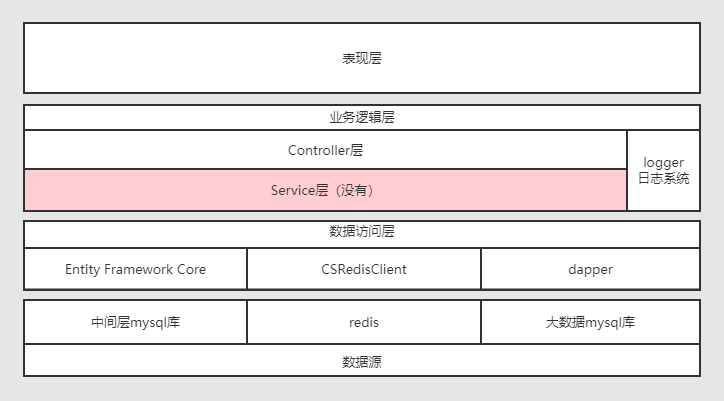 表现层
业务逻辑层
Controller层
logger
日志系统
Service层（没有）
数据访问层
Entity Framework Core
CSRedisClient
dapper
中间层mysql库
redis
大数据mysql库
数据源